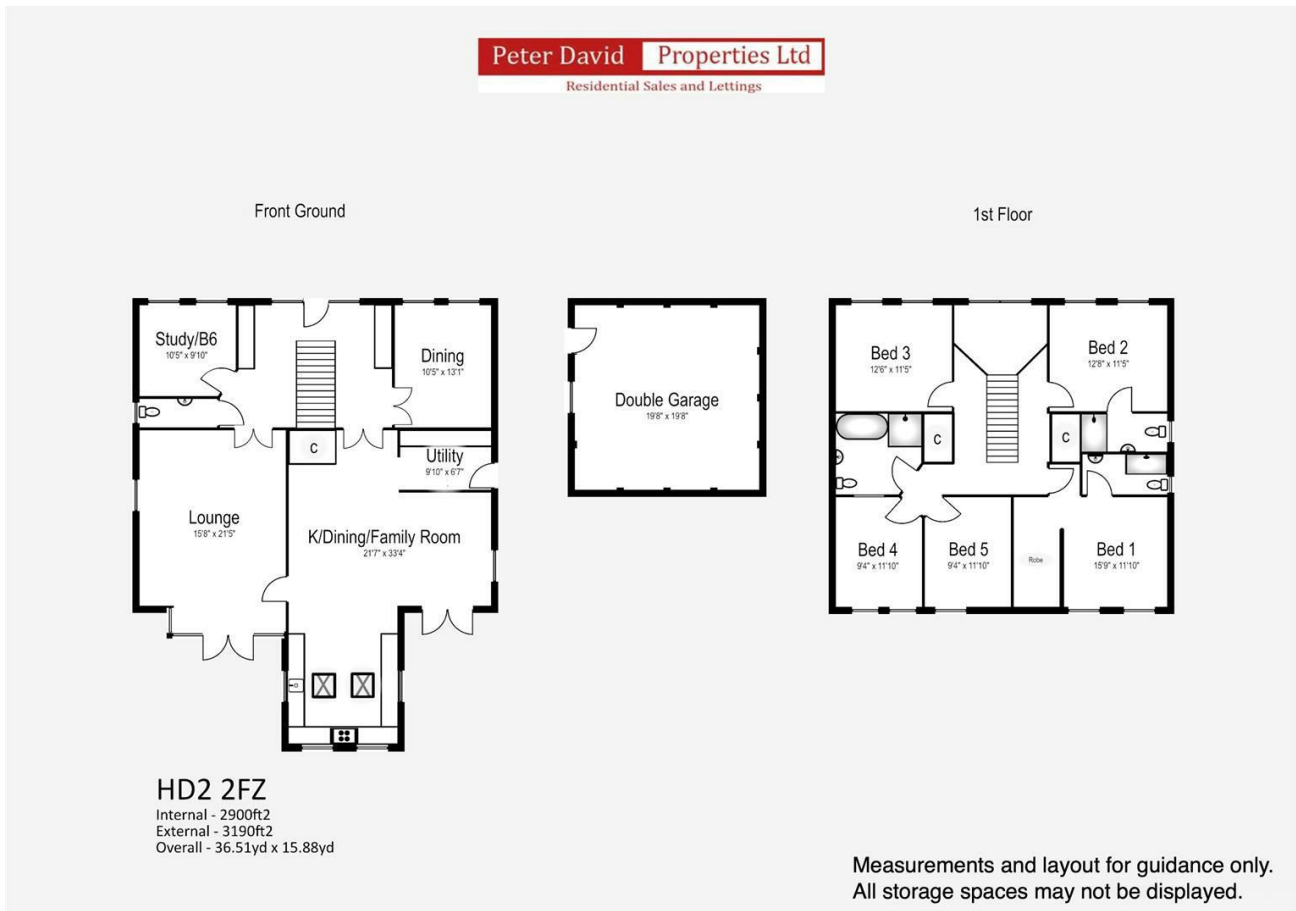 Peter David Properties Ltd
Residential Sales and Lettings
Front Ground
1st Floor
Study/B6
10'5" x 9'10"
Dining
10'5" x 13'1"
C
Utility
9'10" x 6'7"
Lounge
15'8" x 21'5"
K/Dining/Family Room
21'7" x 33'4"
Double Garage
19'8" x 19'8"
Bed 3
12'6" x 11'5"
Bed 2
12'8" x 11'5"
C
C
Bed 4
9'4" x 11'10"
Bed 5
9'4" x 11'10"
Robe
Bed 1
15'9" x 11'10"
HD2 2FZ
Internal - 2900ft2
External - 3190ft2
Overall - 36.51yd x 15.88yd
Measurements and layout for guidance only.
All storage spaces may not be displayed.